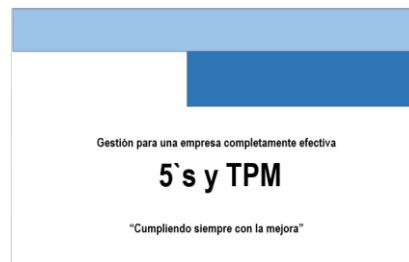 Gestión para una empresa completamente efectiva
5`s y TPM
“Cumpliendo siempre con la mejora”